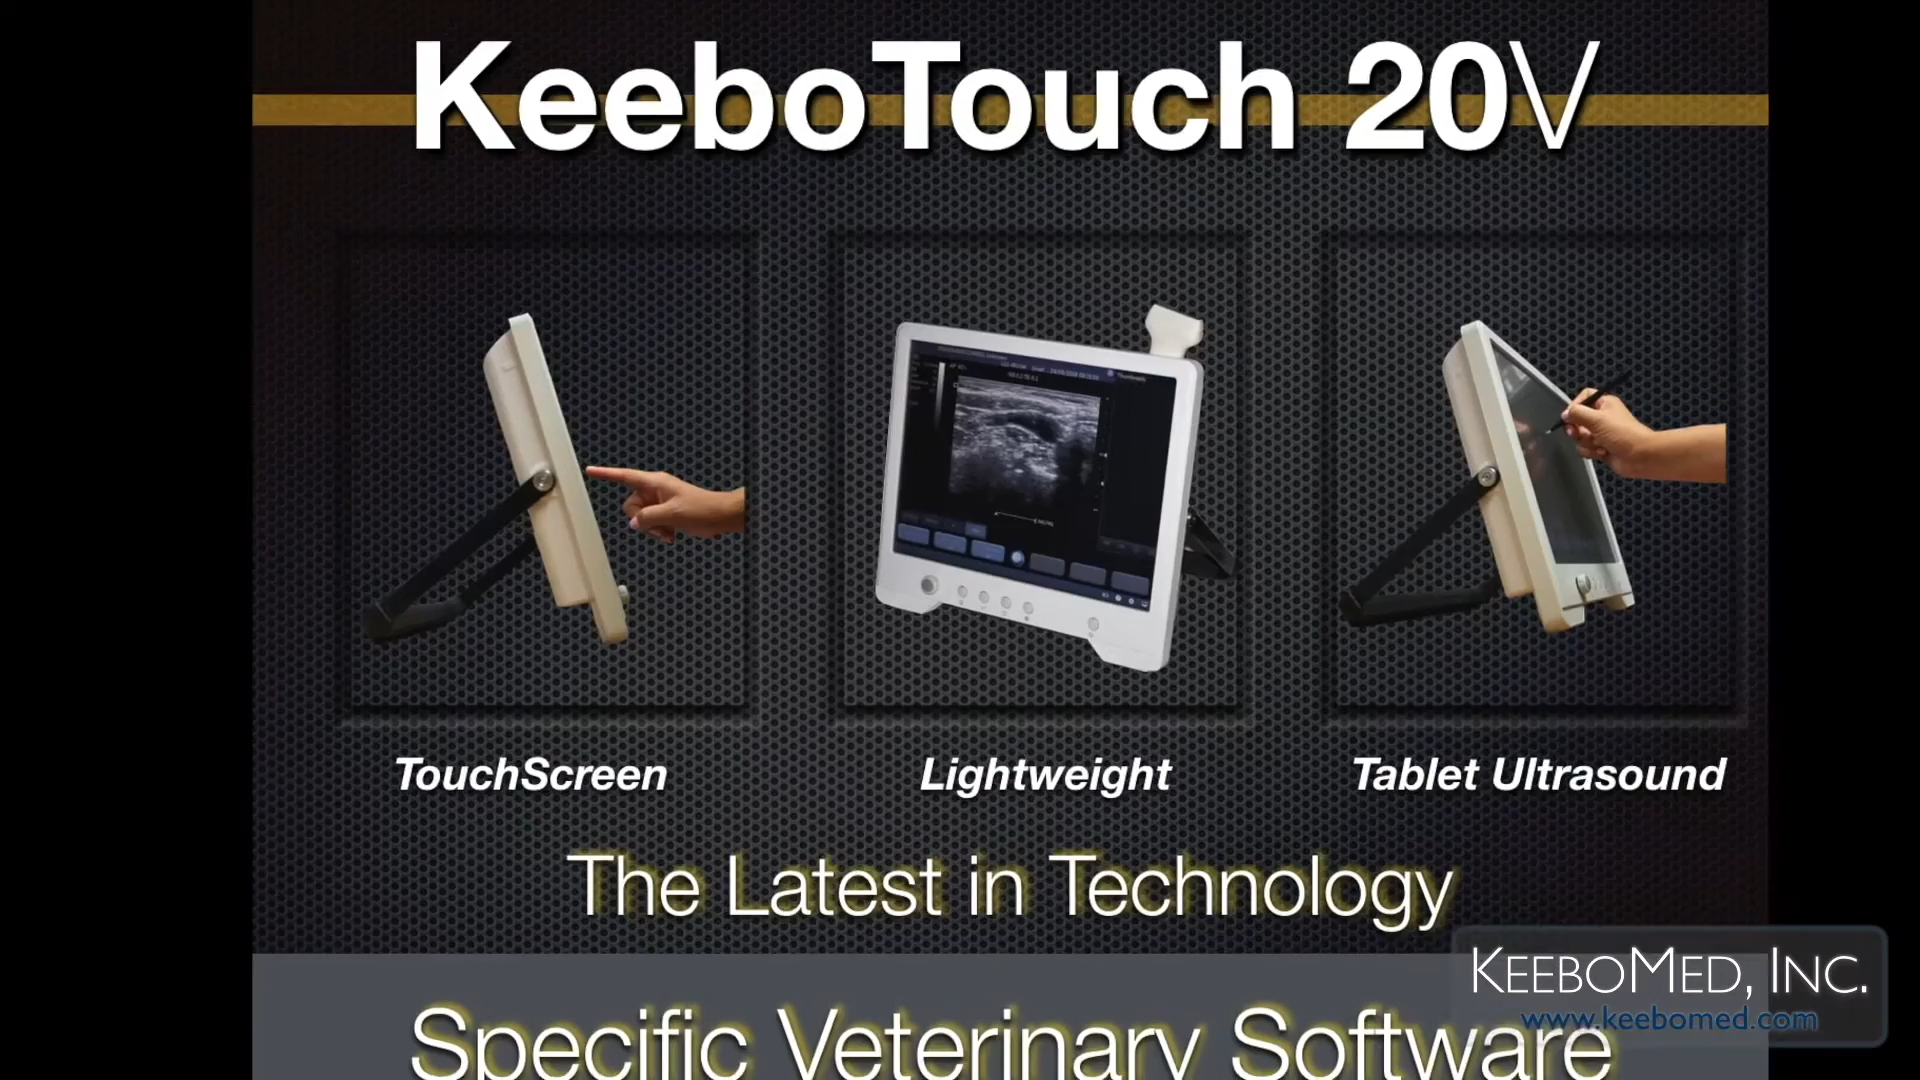 KeeboTouch 20V
TouchScreen
Lightweight
Tablet Ultrasound
The Latest in Technology
KEEBOMED, INC.
www.keebomed.com
Specific Veterinary Software